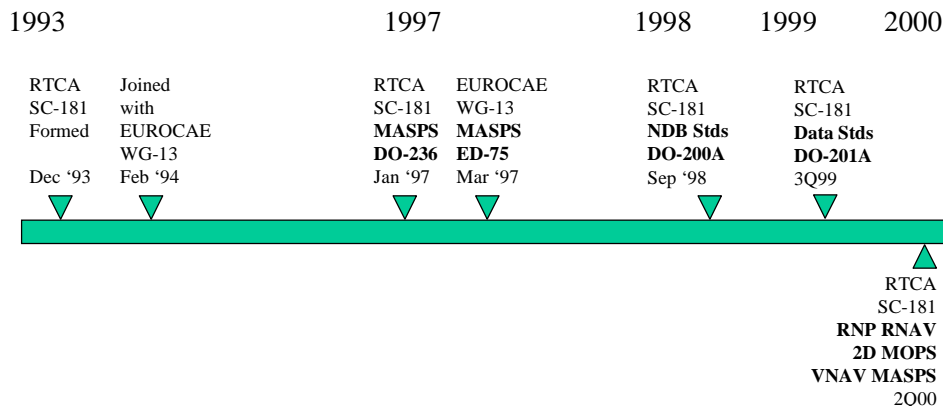 1993 1997 1998 1999 2000
RTCA
SC-181
Formed
Dec ‘93
Joined
with
EUROCAE
WG-13
Feb ‘94
RTCA
SC-181
MASPS
DO-236
Jan ‘97
EUROCAE
WG-13
MASPS
ED-75
Mar ‘97
RTCA
SC-181
NDB Stds
DO-200A
Sep ‘98
RTCA
SC-181
Data Stds
DO-201A
3Q99
RTCA
SC-181
RNP RNAV
2D MOPS
VNAV MASPS
2Q00